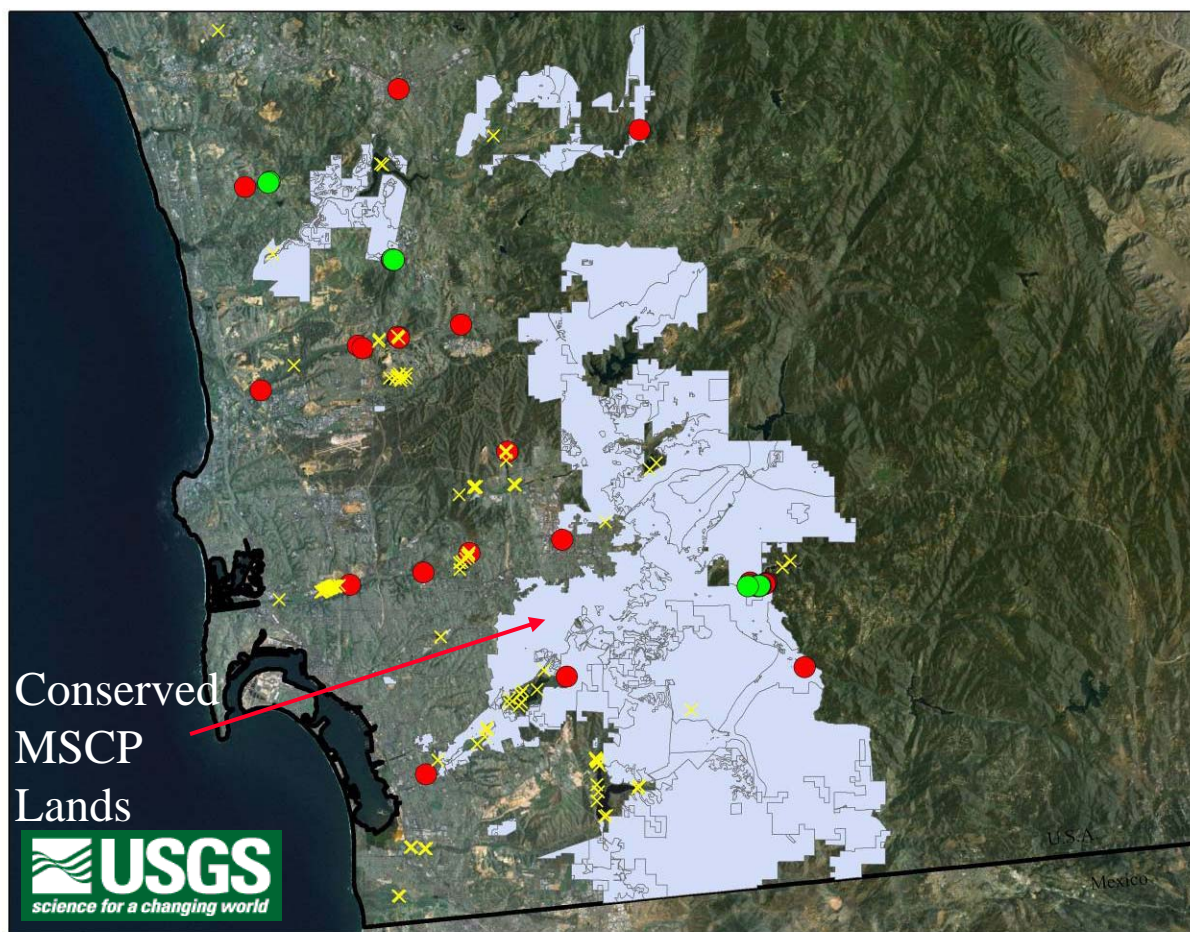 Conserved
MSCP
Lands
USGS
science for a changing world
U.S.A.
Mexico